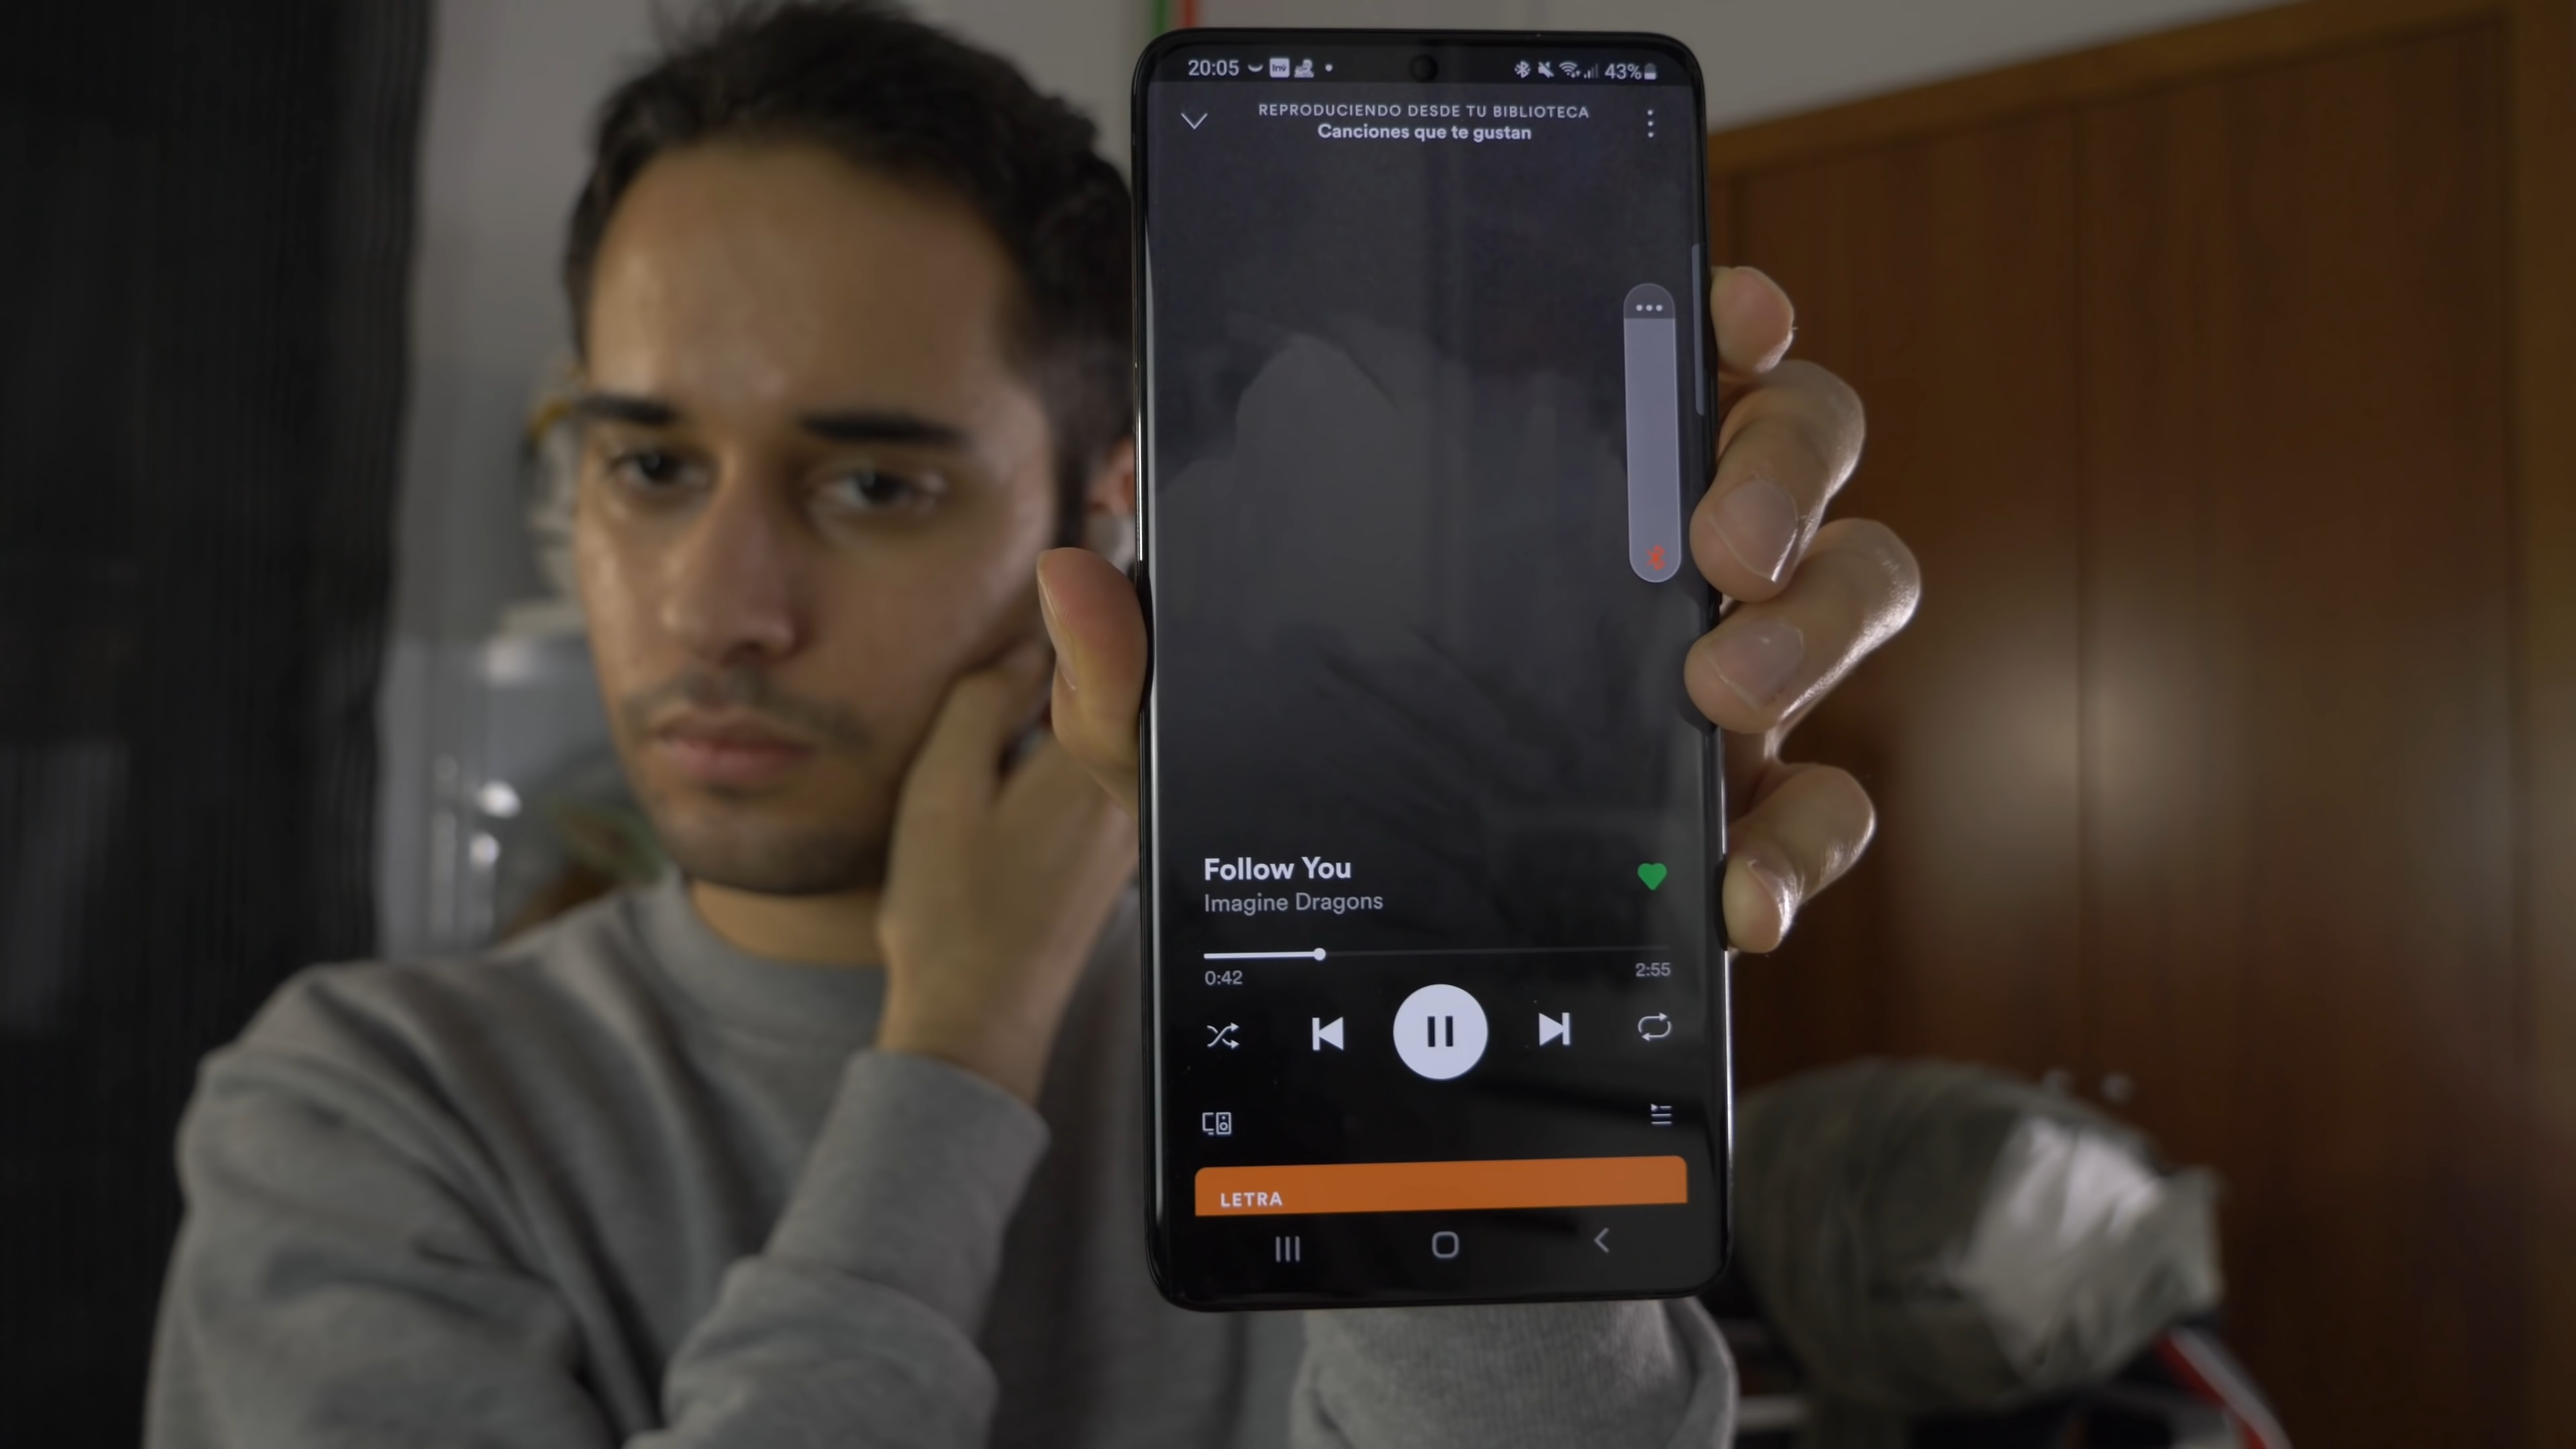 20:05
43%
REPRODUCIENDO DESDE TU BIBLIOTECA
Canciones que te gustan
Follow You
Imagine Dragons
0:42
2:55
LETRA